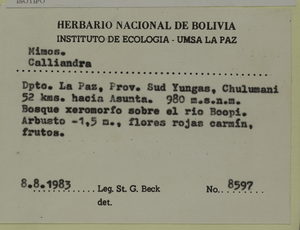 ISOTIPO
HERBARIO NACIONAL DE BOLIVIA
INSTITUTO DE ECOLOGIA - UMSA LA PAZ
Mimos.
Calliandra
Dpto. La Paz, Prov. Sud Yungas, Chulumani
52 kms. hacia Asunta. 980 m.s.n.m.
Bosque xeromorfo sobre el rio Boopi.
Arbusto -1,5 m., flores rojas carmín,
frutos.
8.8.1983 Leg. St. G. Beck No. 8597
det.